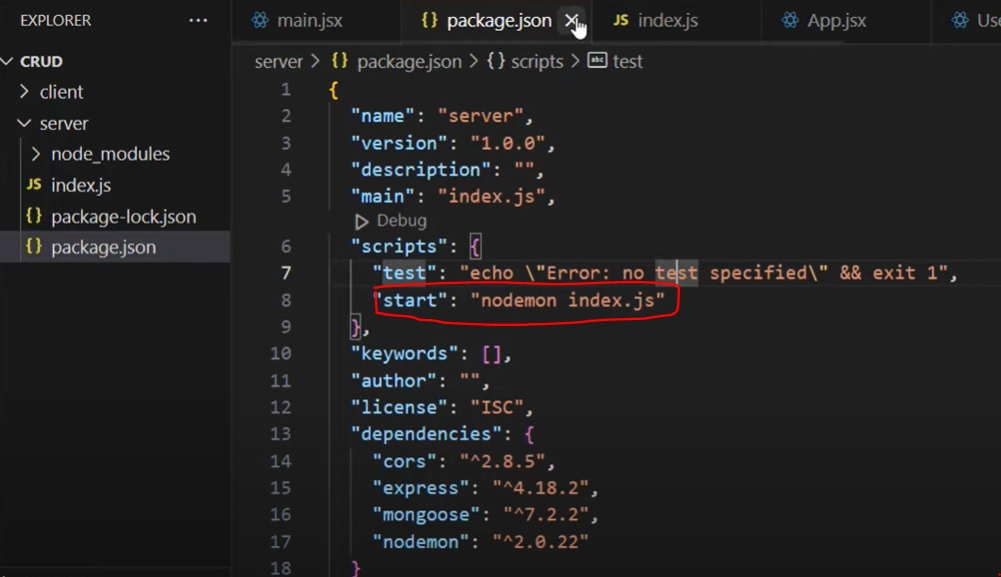 EXPLORER ...
main.jsx
package.json
JS index.js
App.jsx
CRUD
client
server
node_modules
JS index.js
package-lock.json
package.json
server > {} package.json > {} scripts > abc test
1 {
2 "name": "server",
3 "version": "1.0.0",
4 "description": "",
5 "main": "index.js",
Debug
6 "scripts": {
7 "test": "echo \"Error: no test specified\" && exit 1",
8 "start": "nodemon index.js"
9 },
10 "keywords": [],
11 "author": "",
12 "license": "ISC",
13 "dependencies": {
14 "cors": "^2.8.5",
15 "express": "^4.18.2",
16 "mongoose": "^7.2.2",
17 "nodemon": "^2.0.22"
18 }